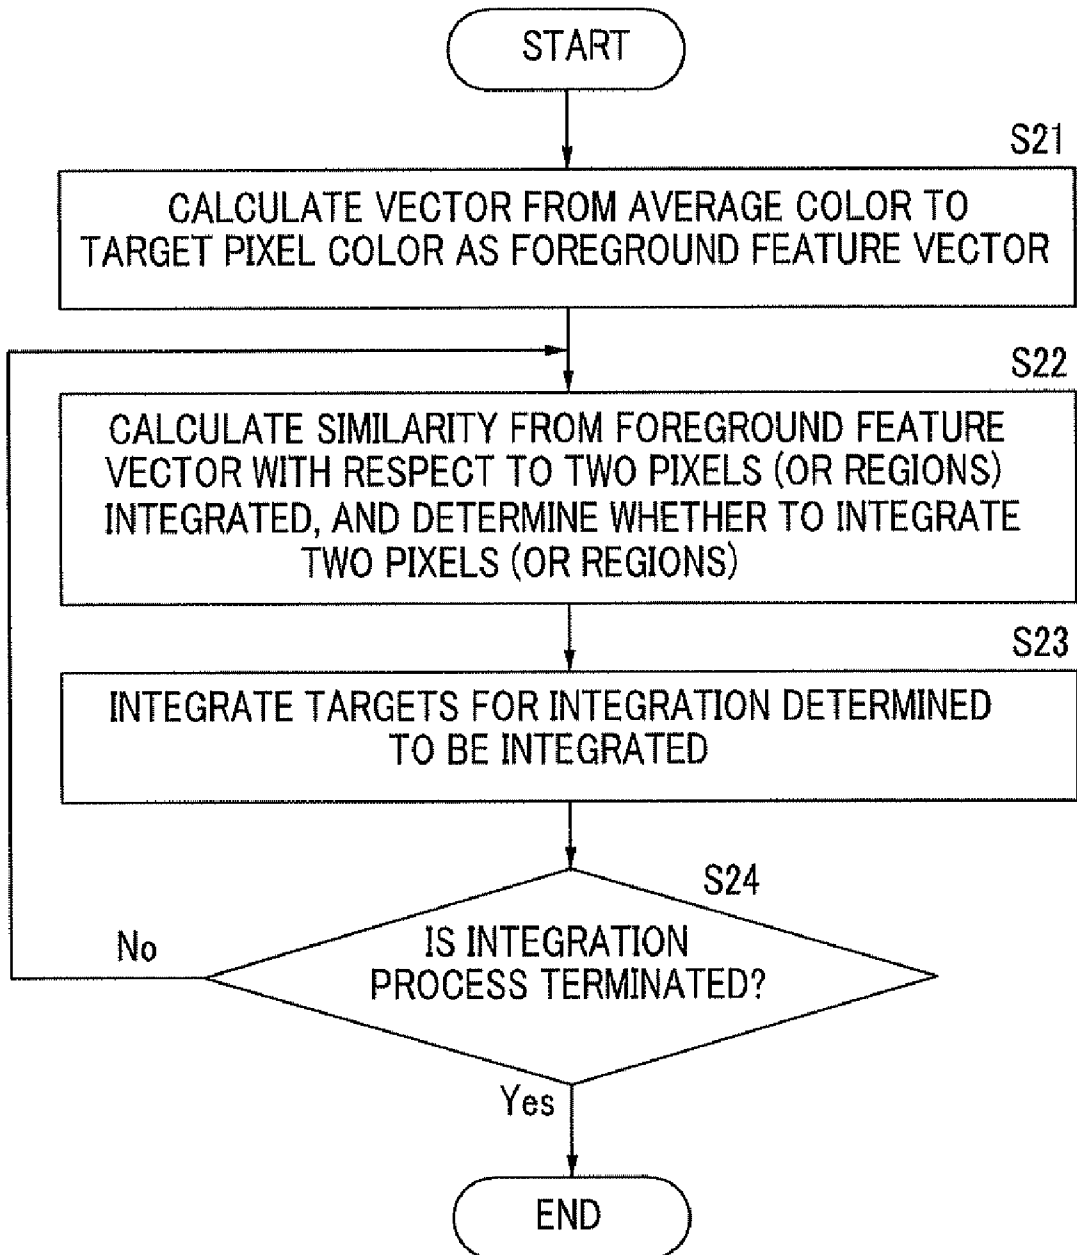 START
S21
CALCULATE VECTOR FROM AVERAGE COLOR TO
TARGET PIXEL COLOR AS FOREGROUND FEATURE VECTOR
S22
CALCULATE SIMILARITY FROM FOREGROUND FEATURE
VECTOR WITH RESPECT TO TWO PIXELS (OR REGIONS)
INTEGRATED, AND DETERMINE WHETHER TO INTEGRATE
TWO PIXELS (OR REGIONS)
S23
INTEGRATE TARGETS FOR INTEGRATION DETERMINED
TO BE INTEGRATED
S24
No
IS INTEGRATION
PROCESS TERMINATED?
Yes
END